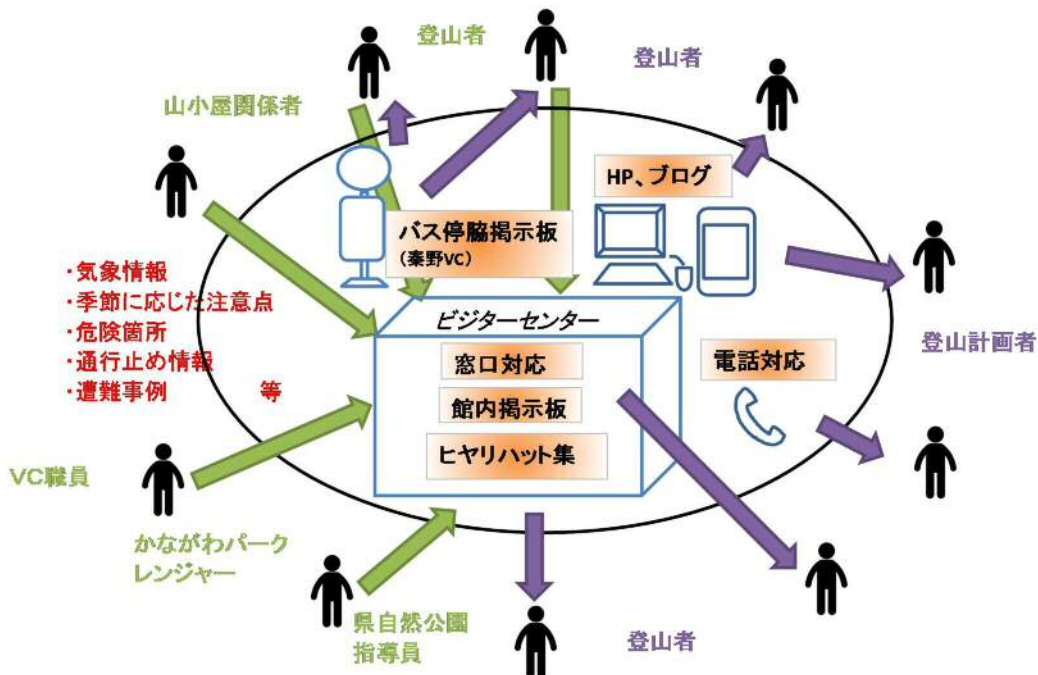 登山者
登山者
山小屋関係者
HP、ブログ
バス停脇掲示板
(秦野VC)
・気象情報
・季節に応じた注意点
・危険箇所
・通行止め情報
・遭難事例　　　等
ビジターセンター
窓口対応
館内掲示板
ヒヤリハット集
電話対応
登山計画者
VC職員
かながわパーク
レンジャー
県自然公園
指導員
登山者